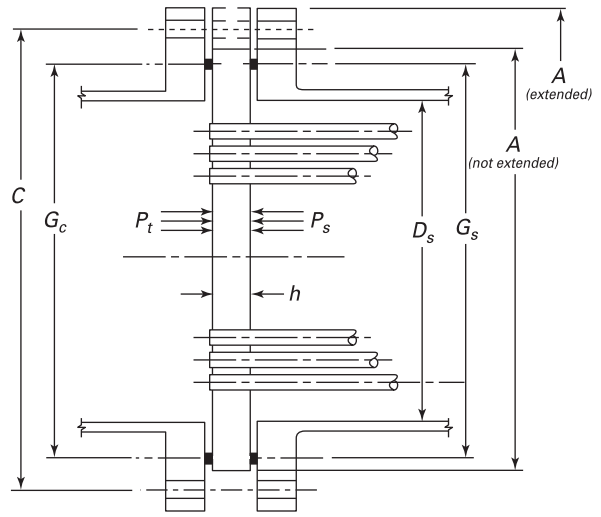 A
(extended)
A
(not extended)
C
G_c
P_t
P_s
D_s
G_s
h